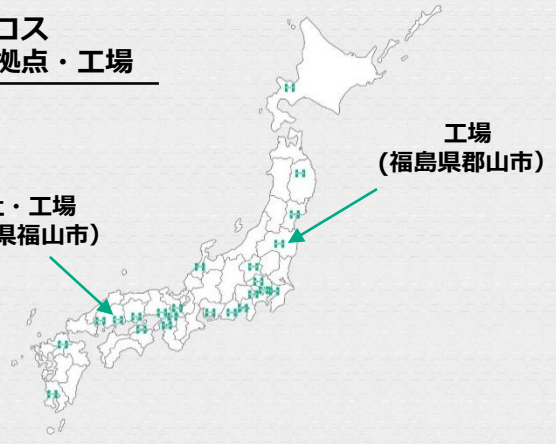 コス
拠点・工場
工場
(福島県郡山市）
・工場
県福山市）